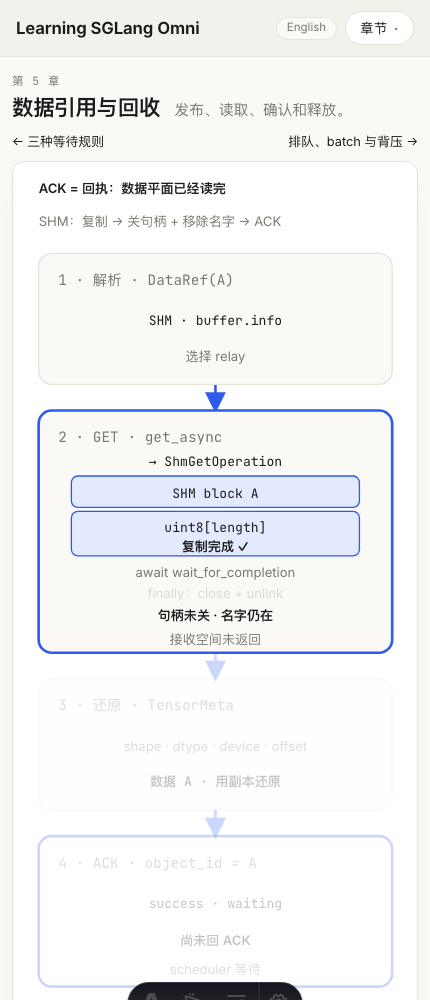 Learning SGLang Omni
English
章节
第 5 章
数据引用与回收 发布、读取、确认和释放。
← 三种等待规则
排队、batch 与背压 →
ACK = 回执：数据平面已经读完
SHM：复制 → 关句柄 + 移除名字 → ACK
1 · 解析 · DataRef(A)
SHM · buffer.info
选择 relay
2 · GET · get_async
→ ShmGetOperation
SHM block A
uint8[length]
复制完成 ✓
await wait_for_completion
finally：close + unlink
句柄未关 · 名字仍在
接收空间未返回
3 · 还原 · TensorMeta
shape · dtype · device · offset
数据 A · 用副本还原
4 · ACK · object_id = A
success · waiting
尚未回 ACK
scheduler 等待